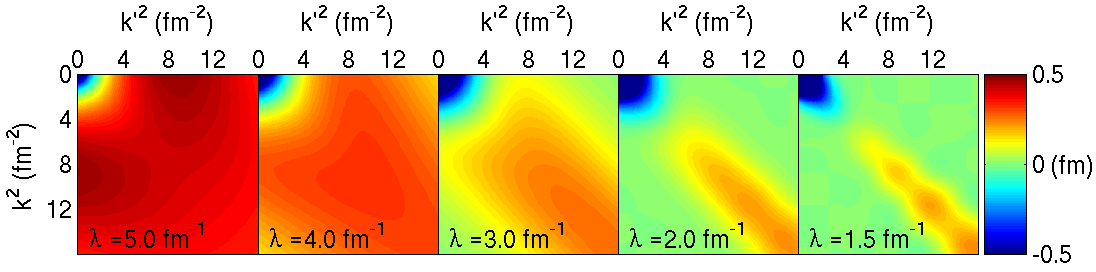 k'² (fm⁻²) k'² (fm⁻²) k'² (fm⁻²) k'² (fm⁻²) k'² (fm⁻²)
0 4 8 12 0 4 8 12 0 4 8 12 0 4 8 12 0 4 8 12
k² (fm⁻²)
0
4
8
12
λ =5.0 fm⁻¹ λ =4.0 fm⁻¹ λ =3.0 fm⁻¹ λ =2.0 fm⁻¹ λ =1.5 fm⁻¹
0.5
0 (fm)
-0.5